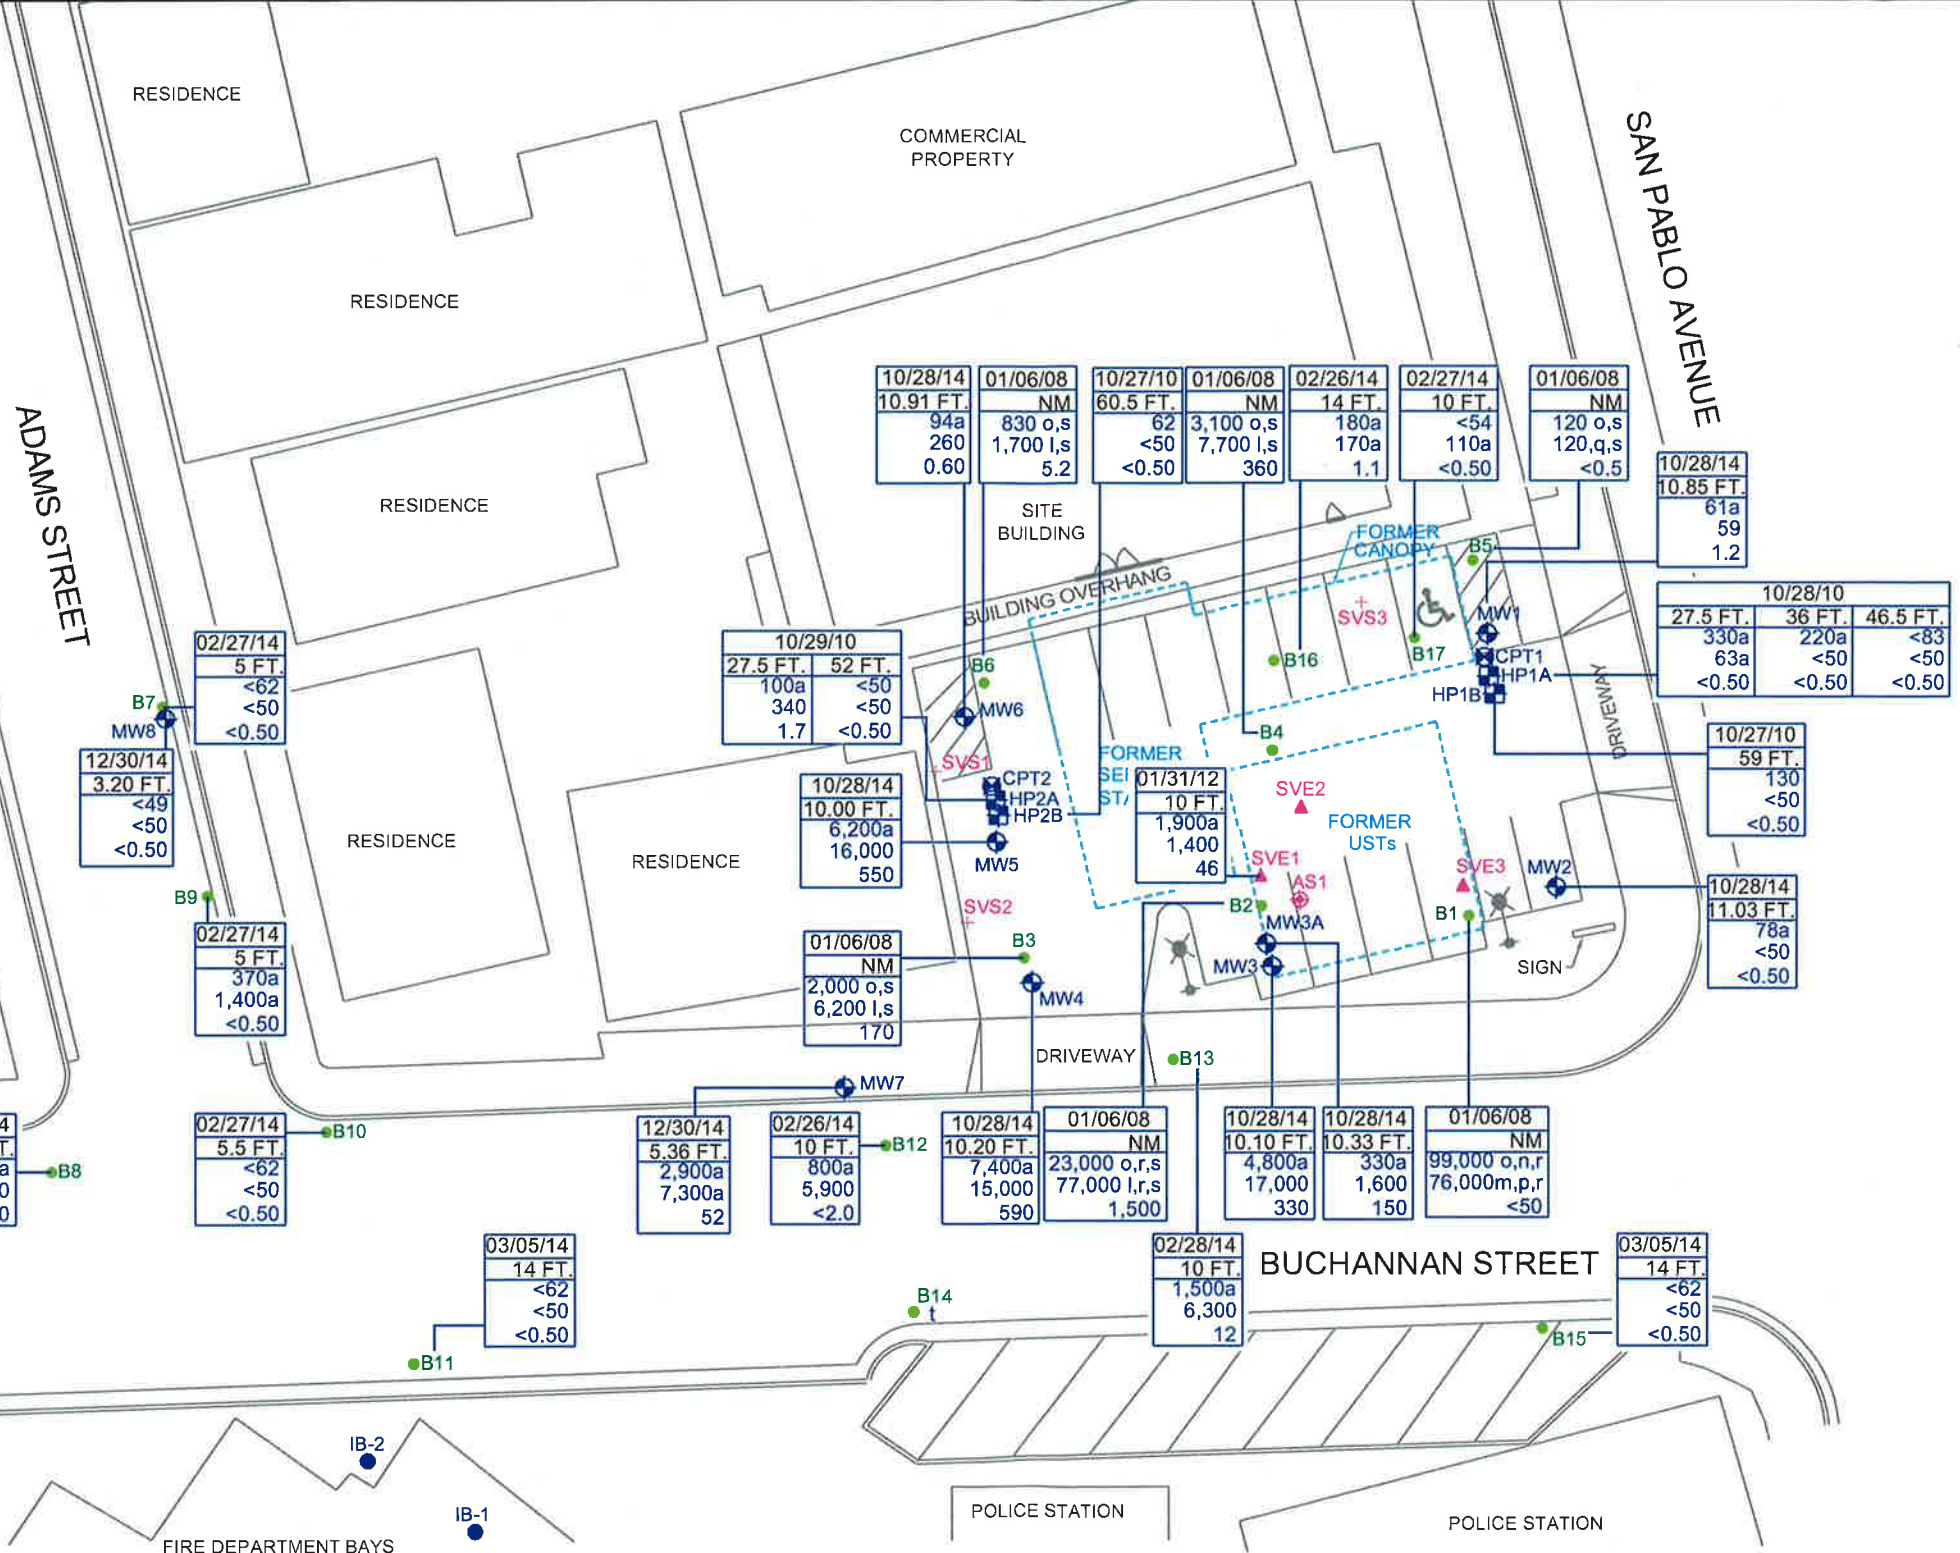 RESIDENCE
COMMERCIAL
PROPERTY
SAN PABLO AVENUE
RESIDENCE
ADAMS STREET
RESIDENCE
10/28/14
10.91 FT.
94a
260
0.60
01/06/08
NM
830 o,s
1,700 l,s
5.2
10/27/10
60.5 FT.
62
<50
<0.50
01/06/08
NM
3,100 o,s
7,700 l,s
360
02/26/14
14 FT.
180a
170a
1.1
02/27/14
10 FT.
<54
110a
<0.50
01/06/08
NM
120 o,s
120,q,s
<0.5
10/28/14
10.85 FT.
61a
59
1.2
SITE
BUILDING
FORMER
CANOPY
B5
BUILDING OVERHANG
SVS3
MW1
10/28/10
27.5 FT. 36 FT. 46.5 FT.
330a 220a <83
63a <50 <50
<0.50 <0.50 <0.50
B16
B17
CPT1
HP1A
HP1B
DRIVEWAY
02/27/14
5 FT.
<62
<50
<0.50
B7
MW8
12/30/14
3.20 FT.
<49
<50
<0.50
10/29/10
27.5 FT. 52 FT.
100a <50
340 <50
1.7 <0.50
B6
MW6
B4
10/27/10
59 FT.
130
<50
<0.50
SVS1
FORMER
SE
STA
CPT2
HP2A
HP2B
MW5
10/28/14
10.00 FT.
6,200a
16,000
550
01/31/12
10 FT.
1,900a
1,400
46
SVE2
FORMER
USTs
SVE1
AS1
SVE3
MW2
RESIDENCE
RESIDENCE
10/28/14
11.03 FT.
78a
<50
<0.50
B9
02/27/14
5 FT.
370a
1,400a
<0.50
SVS2
B2
B1
MW3A
MW3
SIGN
B3
01/06/08
NM
2,000 o,s
6,200 l,s
170
MW4
DRIVEWAY
B13
MW7
4
T.
a
0
0
B8
02/27/14
5.5 FT.
<62
<50
<0.50
B10
12/30/14
5.36 FT.
2,900a
7,300a
52
02/26/14
10 FT.
800a
5,900
<2.0
B12
10/28/14
10.20 FT.
7,400a
15,000
590
01/06/08
NM
23,000 o,r,s
77,000 l,r,s
1,500
10/28/14
10.10 FT.
4,800a
17,000
330
10/28/14
10.33 FT.
330a
1,600
150
01/06/08
NM
99,000 o,n,r
76,000m,p,r
<50
03/05/14
14 FT.
<62
<50
<0.50
B11
02/28/14
10 FT.
1,500a
6,300
12
BUCHANNAN STREET
03/05/14
14 FT.
<62
<50
<0.50
B14
t
B15
IB-2
IB-1
FIRE DEPARTMENT BAYS
POLICE STATION
POLICE STATION